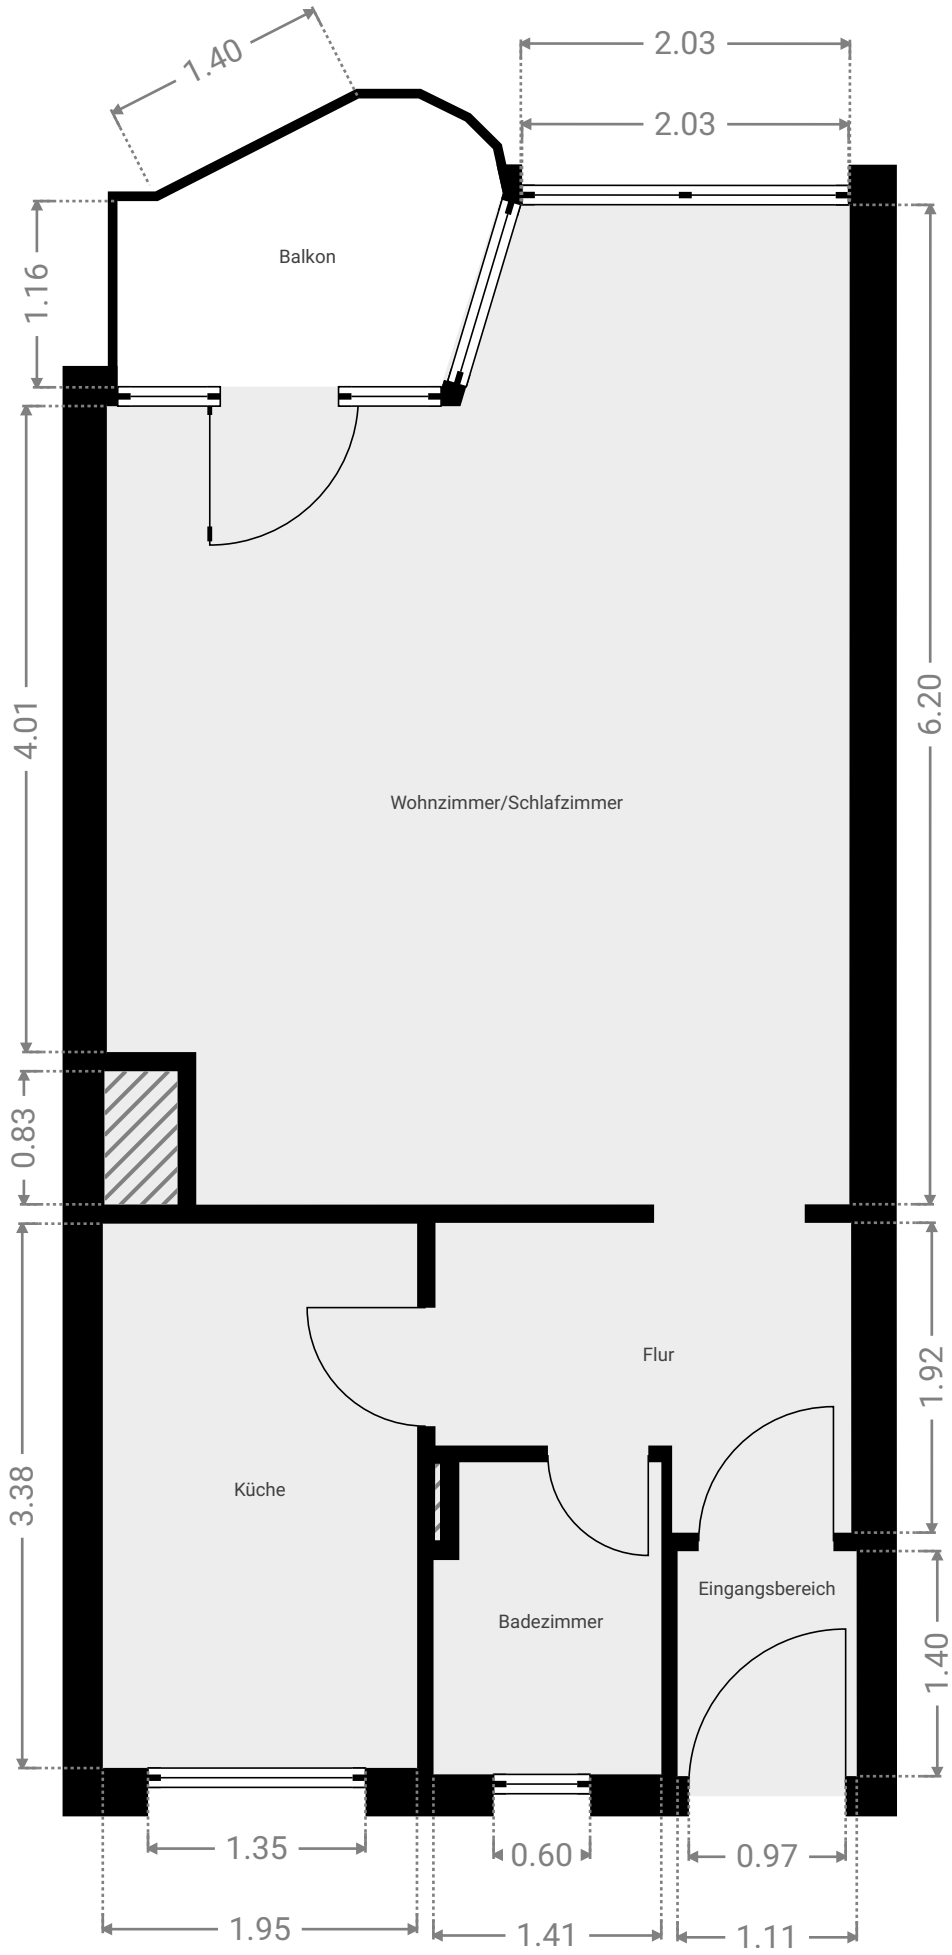 1.40
2.03
2.03
Balkon
1.16
4.01
6.20
Wohnzimmer/Schlafzimmer
0.83
Flur
1.92
3.38
Küche
Eingangsbereich
Badezimmer
1.40
1.35
0.60
0.97
1.95
1.41
1.11